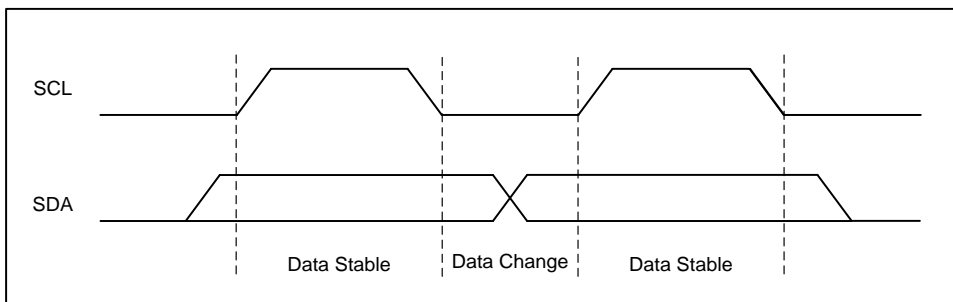 SCL
SDA
Data Stable
Data Change
Data Stable